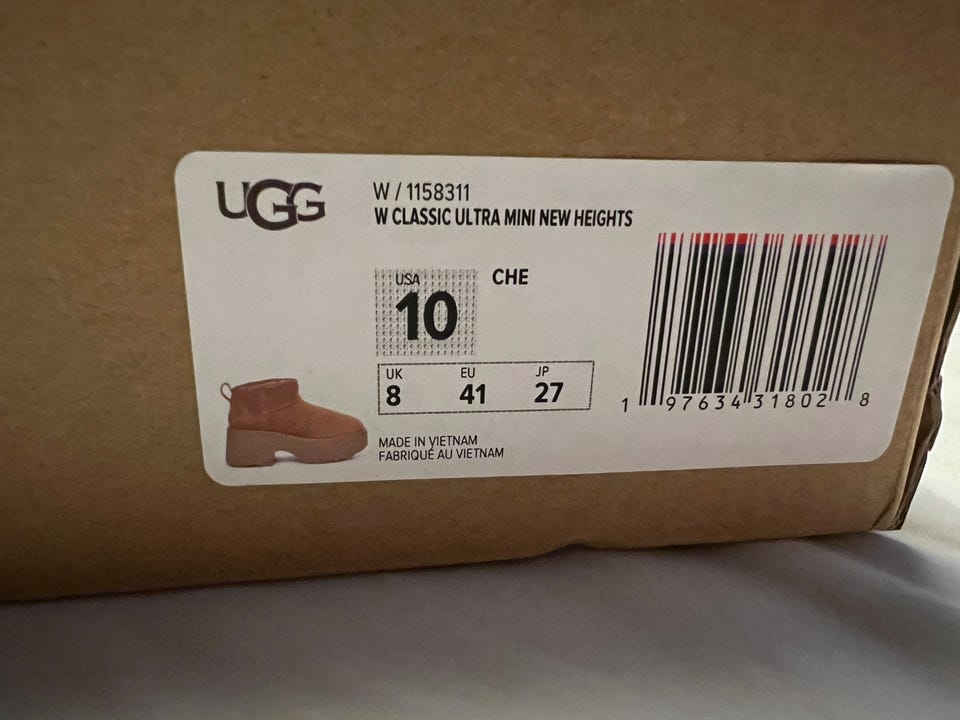 UGG
W / 1158311
W CLASSIC ULTRA MINI NEW HEIGHTS
USA
10
CHE
UK EU JP
8 41 27
MADE IN VIETNAM
FABRIQUÉ AU VIETNAM
1 97634 31802 8